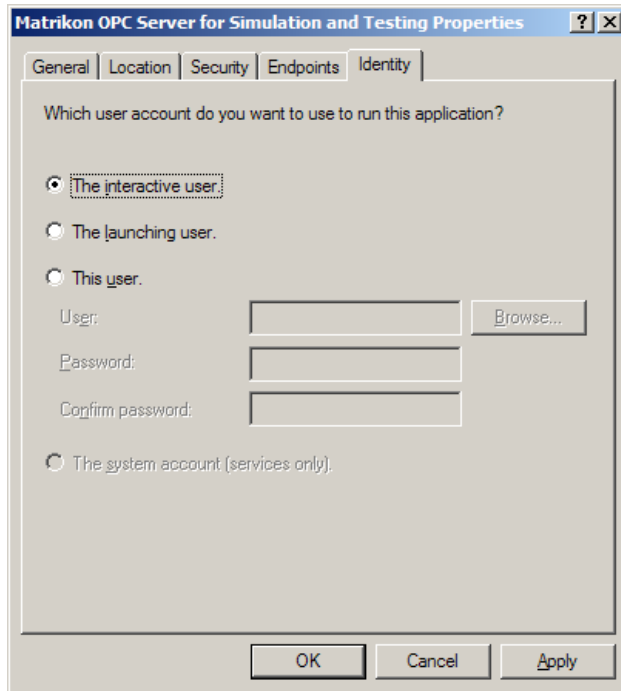 Matrikon OPC Server for Simulation and Testing Properties
General Location Security Endpoints Identity
Which user account do you want to use to run this application?
The interactive user.
The launching user.
This user.
User:
Browse...
Password:
Confirm password:
The system account (services only).
OK Cancel Apply